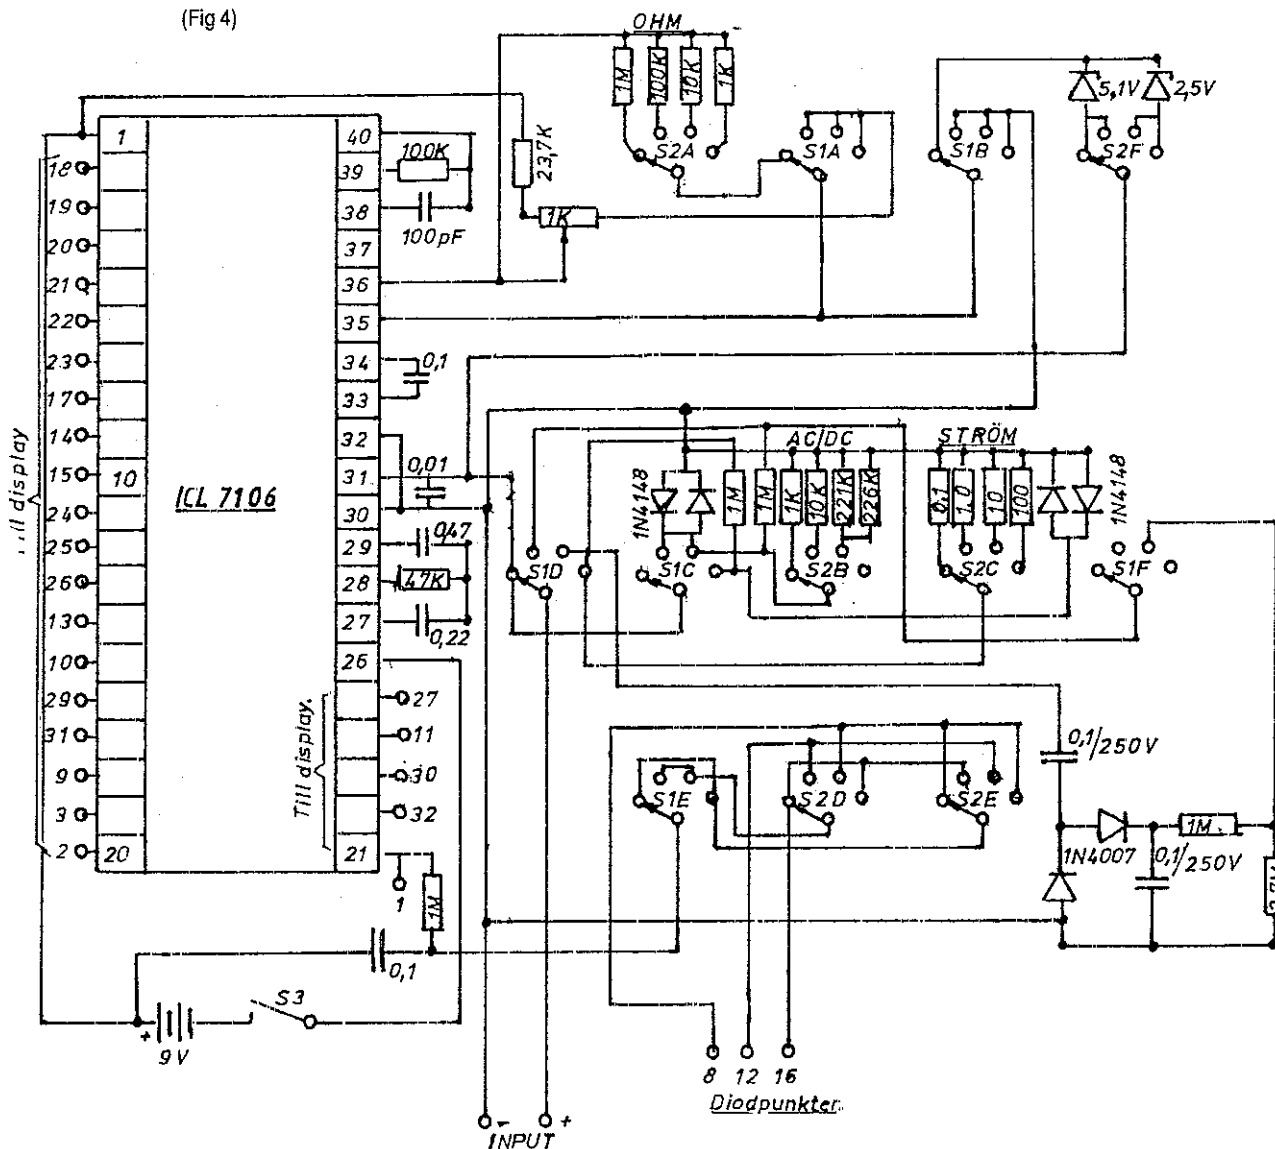 (Fig 4)
OHM
1M
100K
10K
1K
5,1V
2,5V
S2A
S1A
S1B
S2F
23,7K
1K
1
40
18
100K
39
19
38
100pF
20
37
21
36
22
35
23
34
0,1
17
33
14
32
15
10
31
0,01
ICL 7106
24
30
25
29
0,47
26
28
47K
13
27
0,22
10
26
29
27
31
11
9
30
3
32
2
20
21
1
1M
Till display.
display
AC/DC
STRÖM
1N4148
1M
1M
1K
10K
221K
226K
0,1
1,0
10
100
1N4148
S1D
S1C
S2B
S2C
S1F
0,1/250V
S1E
S2D
S2E
1M
1N4007
0,1/250V
0,1
S3
+
9V
8
12
16
Diodpunkter.
-
+
INPUT